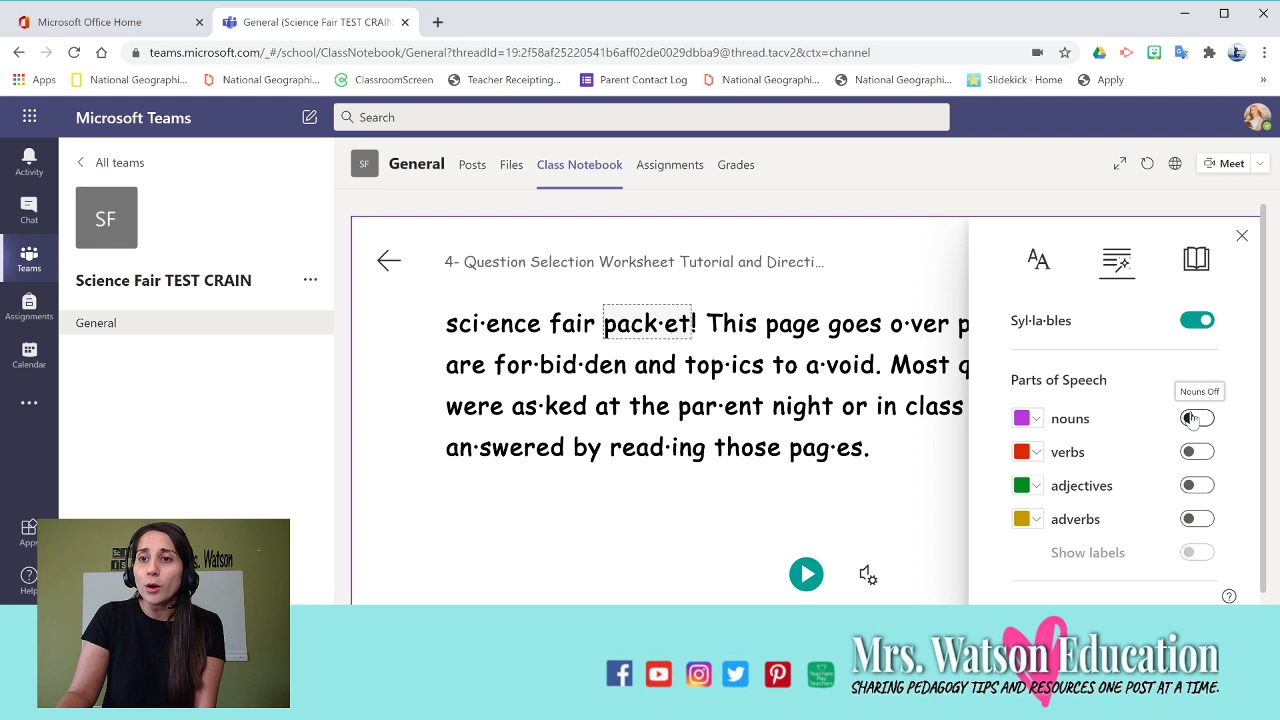 Microsoft Office Home
General (Science Fair TEST CRAIN
teams.microsoft.com/_#/school/ClassNotebook/General?threadId=19:2f58af25220541b6aff02de0029dbba9@thread.tacv2&ctx=channel
Apps National Geographi... National Geographi... ClassroomScreen Teacher Receipting... Parent Contact Log National Geographi... National Geographi... Slidekick - Home Apply
Microsoft Teams
Search
Activity
Chat
Teams
Assignments
Calendar
Apps
Help
All teams
SF
Science Fair TEST CRAIN
General
SF General Posts Files Class Notebook Assignments Grades Meet
4- Question Selection Worksheet Tutorial and Directi...
sci·ence fair pack·et! This page goes o·ver p
are for·bid·den and top·ics to a·void. Most q
were as·ked at the par·ent night or in class
an·swered by read·ing those pag·es.
AA
Syl·la·bles
Parts of Speech
Nouns Off
nouns
verbs
adjectives
adverbs
Show labels
Watson
Mrs. Watson Education
SHARING PEDAGOGY TIPS AND RESOURCES ONE POST AT A TIME.